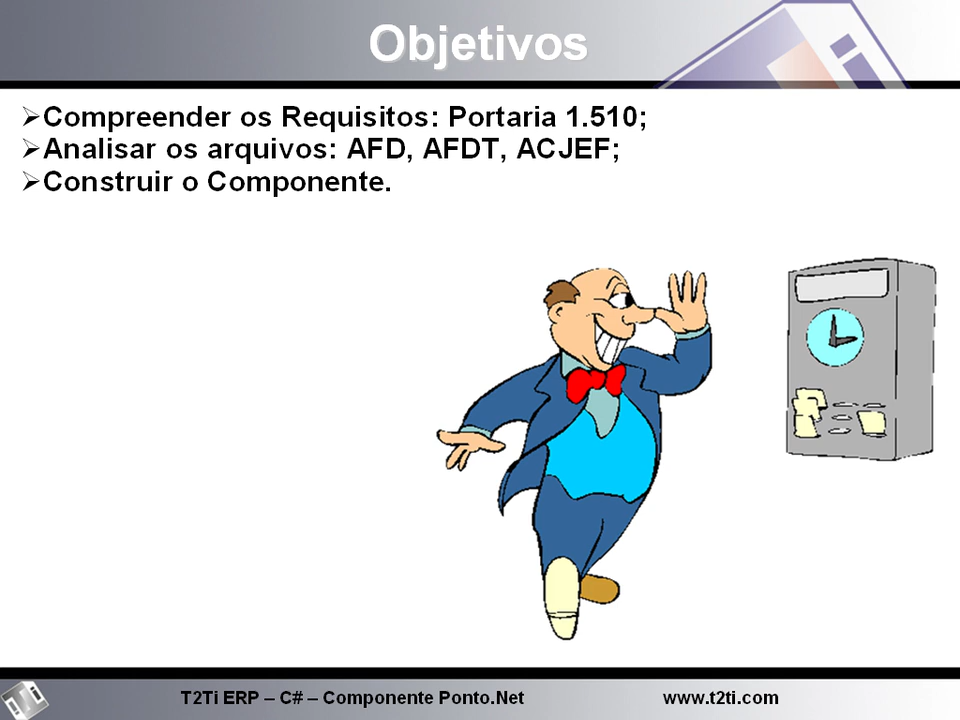 Objetivos
➢Compreender os Requisitos: Portaria 1.510;
➢Analisar os arquivos: AFD, AFDT, ACJEF;
➢Construir o Componente.
T2Ti ERP – C# – Componente Ponto.Net www.t2ti.com